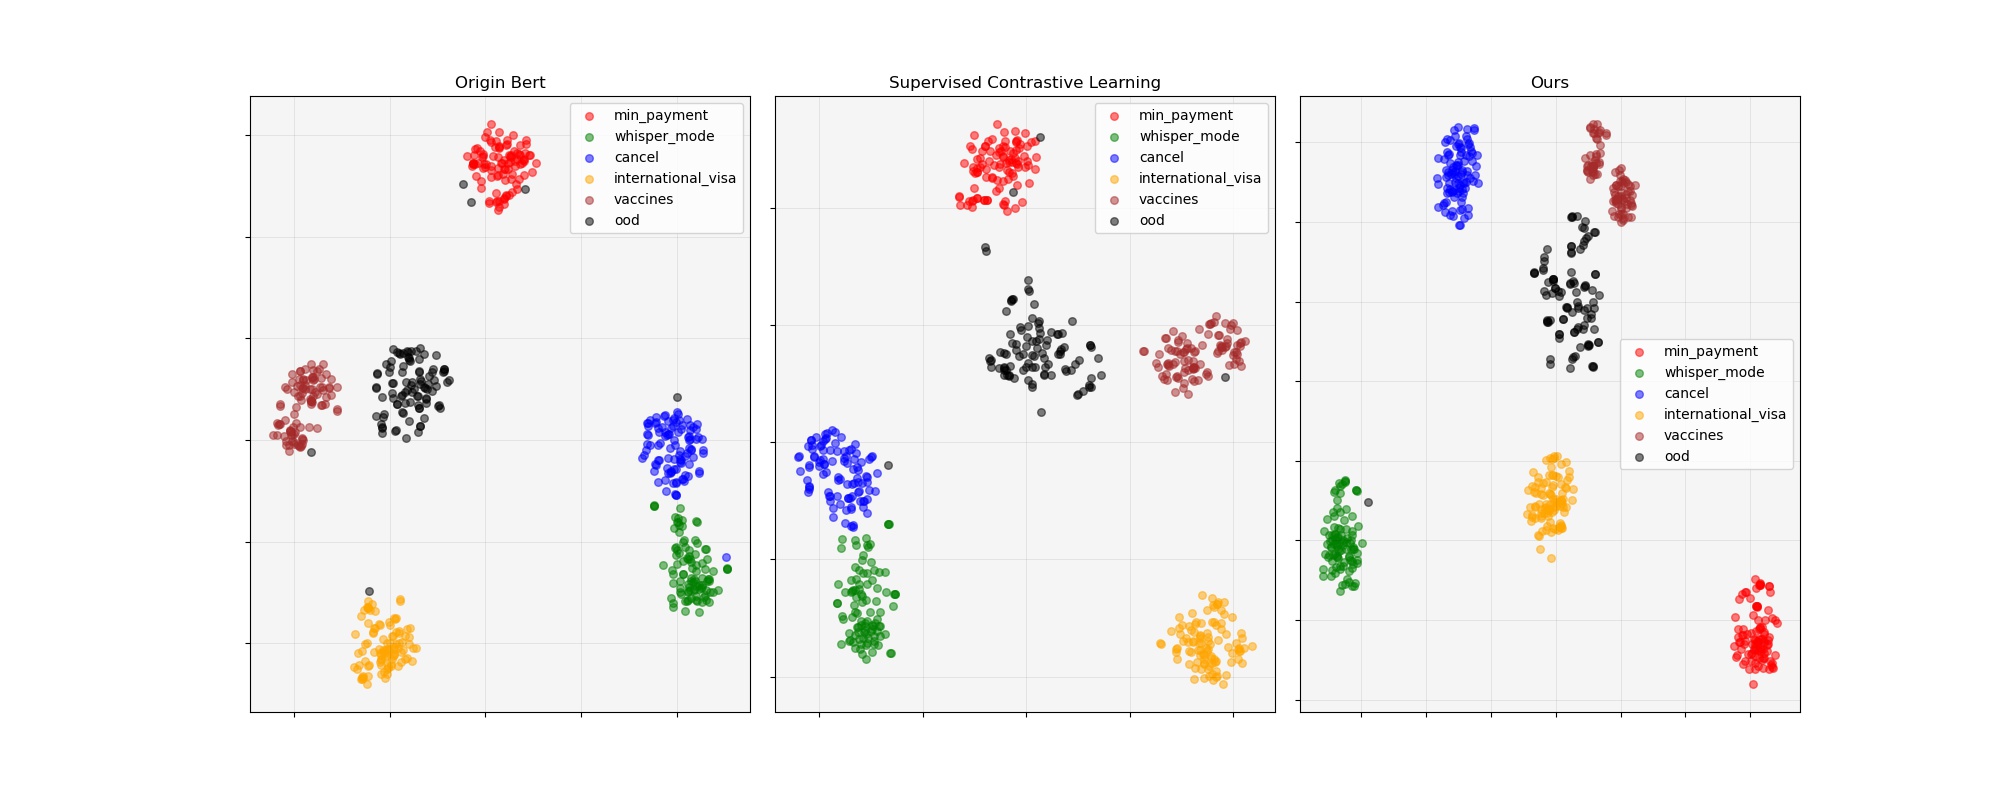 Origin Bert
min_payment
whisper_mode
cancel
international_visa
vaccines
ood
Supervised Contrastive Learning
min_payment
whisper_mode
cancel
international_visa
vaccines
ood
Ours
min_payment
whisper_mode
cancel
international_visa
vaccines
ood